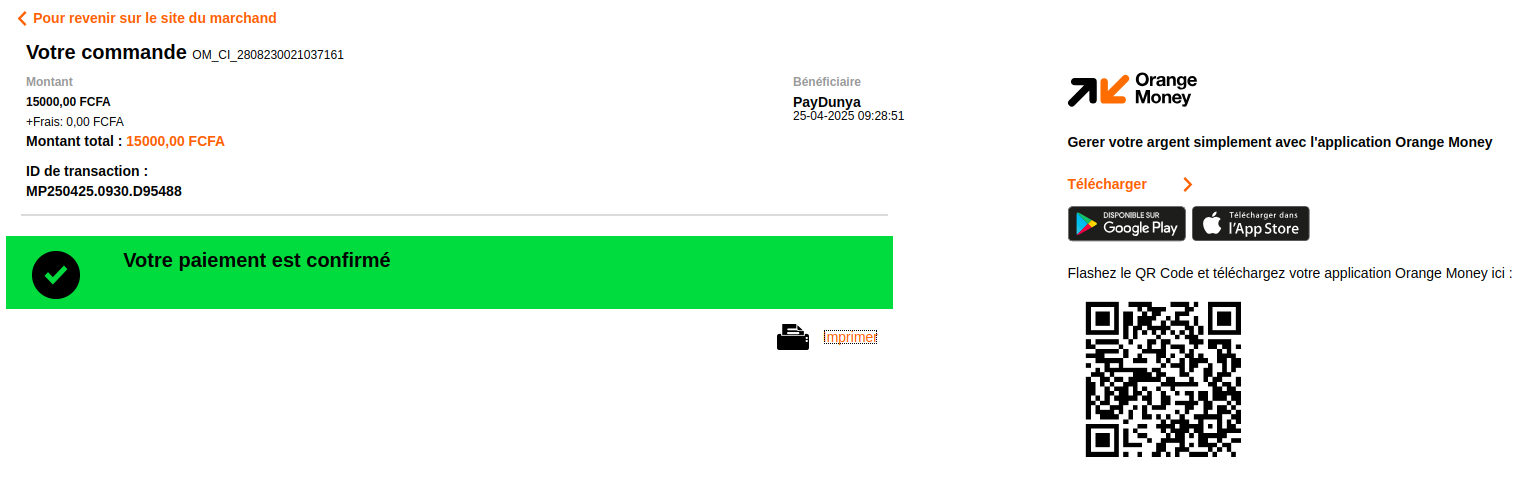 Pour revenir sur le site du marchand
Votre commande OM_CI_2808230021037161
Montant
15000,00 FCFA
+Frais: 0,00 FCFA
Montant total : 15000,00 FCFA
ID de transaction :
MP250425.0930.D95488
Bénéficiaire
PayDunya
25-04-2025 09:28:51
Votre paiement est confirmé
Imprimer
Orange
Money
Gerer votre argent simplement avec l'application Orange Money
Télécharger
DISPONIBLE SUR
Google Play
Télécharger dans
l'App Store
Flashez le QR Code et téléchargez votre application Orange Money ici :